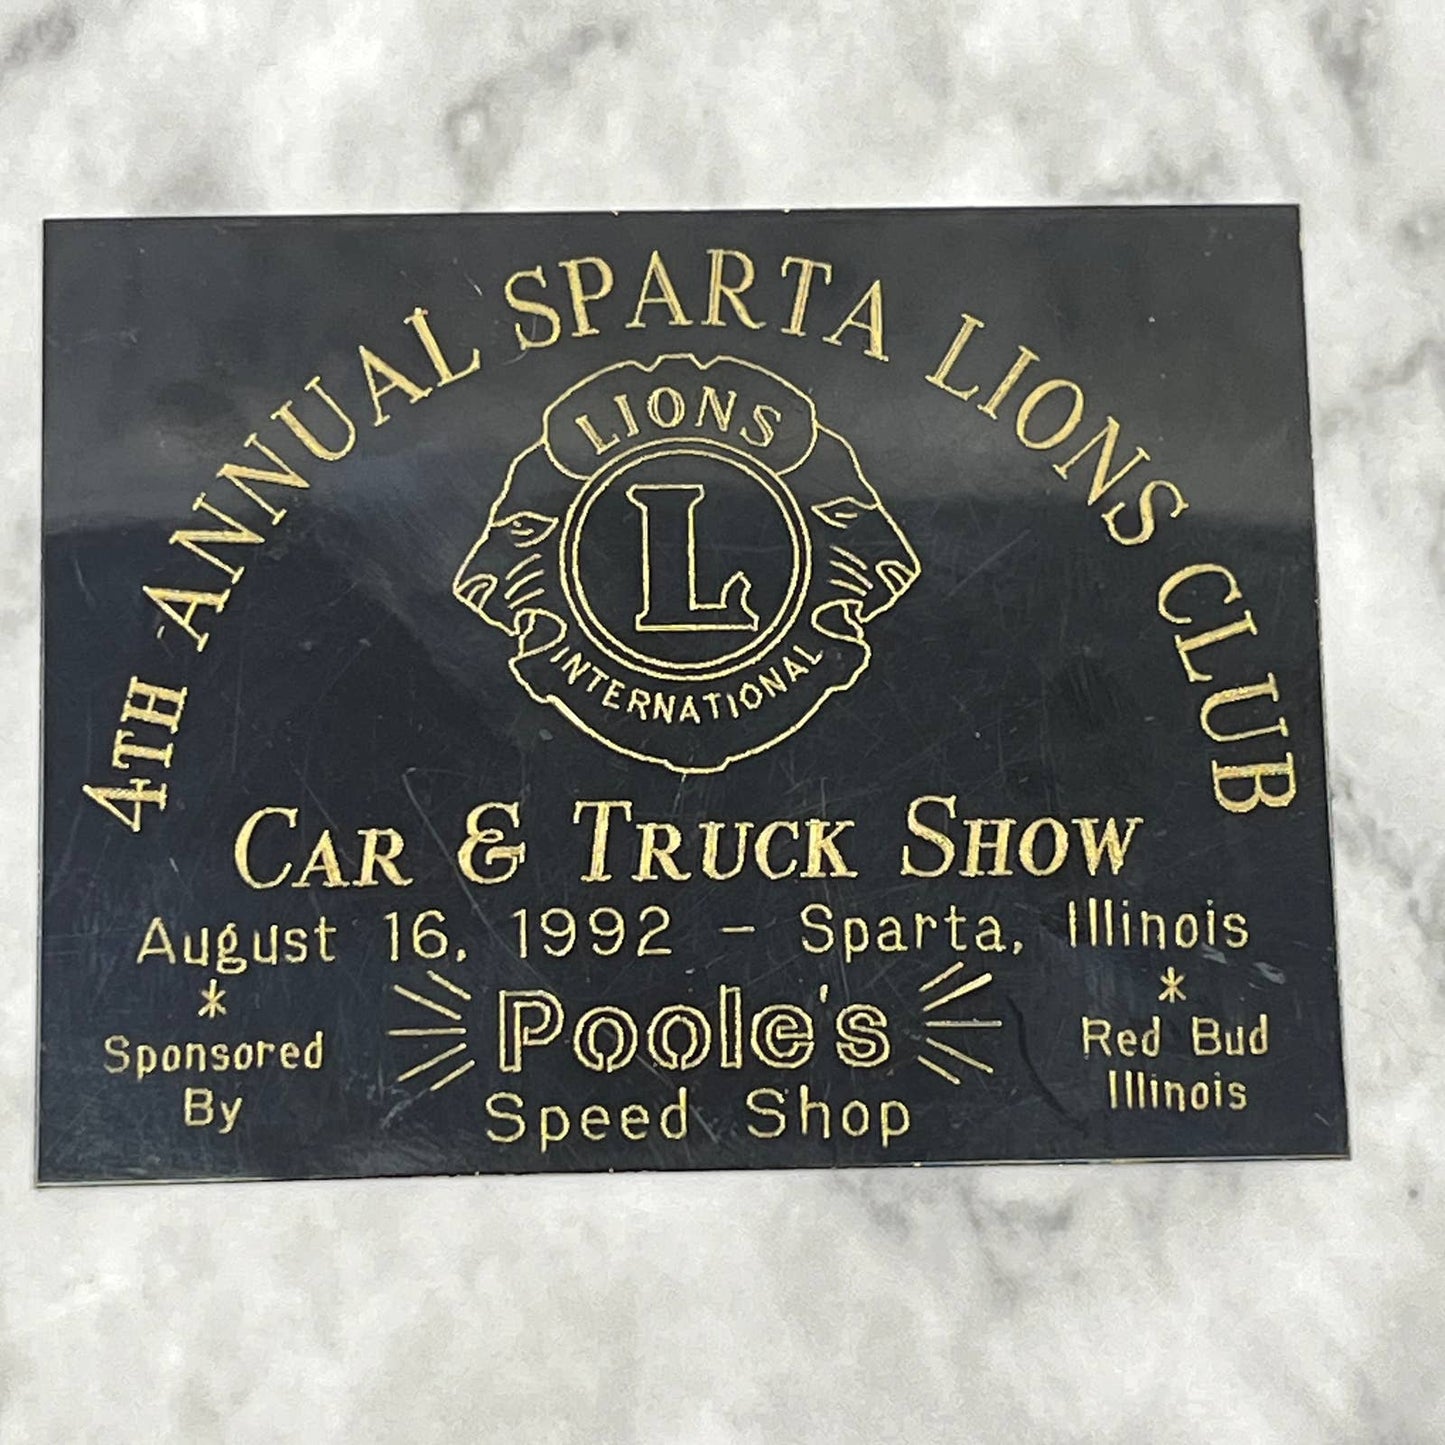 4TH ANNUAL SPARTA LIONS CLUB
LIONS
L
INTERNATIONAL
CAR & TRUCK SHOW
August 16, 1992 - Sparta, Illinois
*
Sponsored
By
Poole's
Speed Shop
*
Red Bud
Illinois